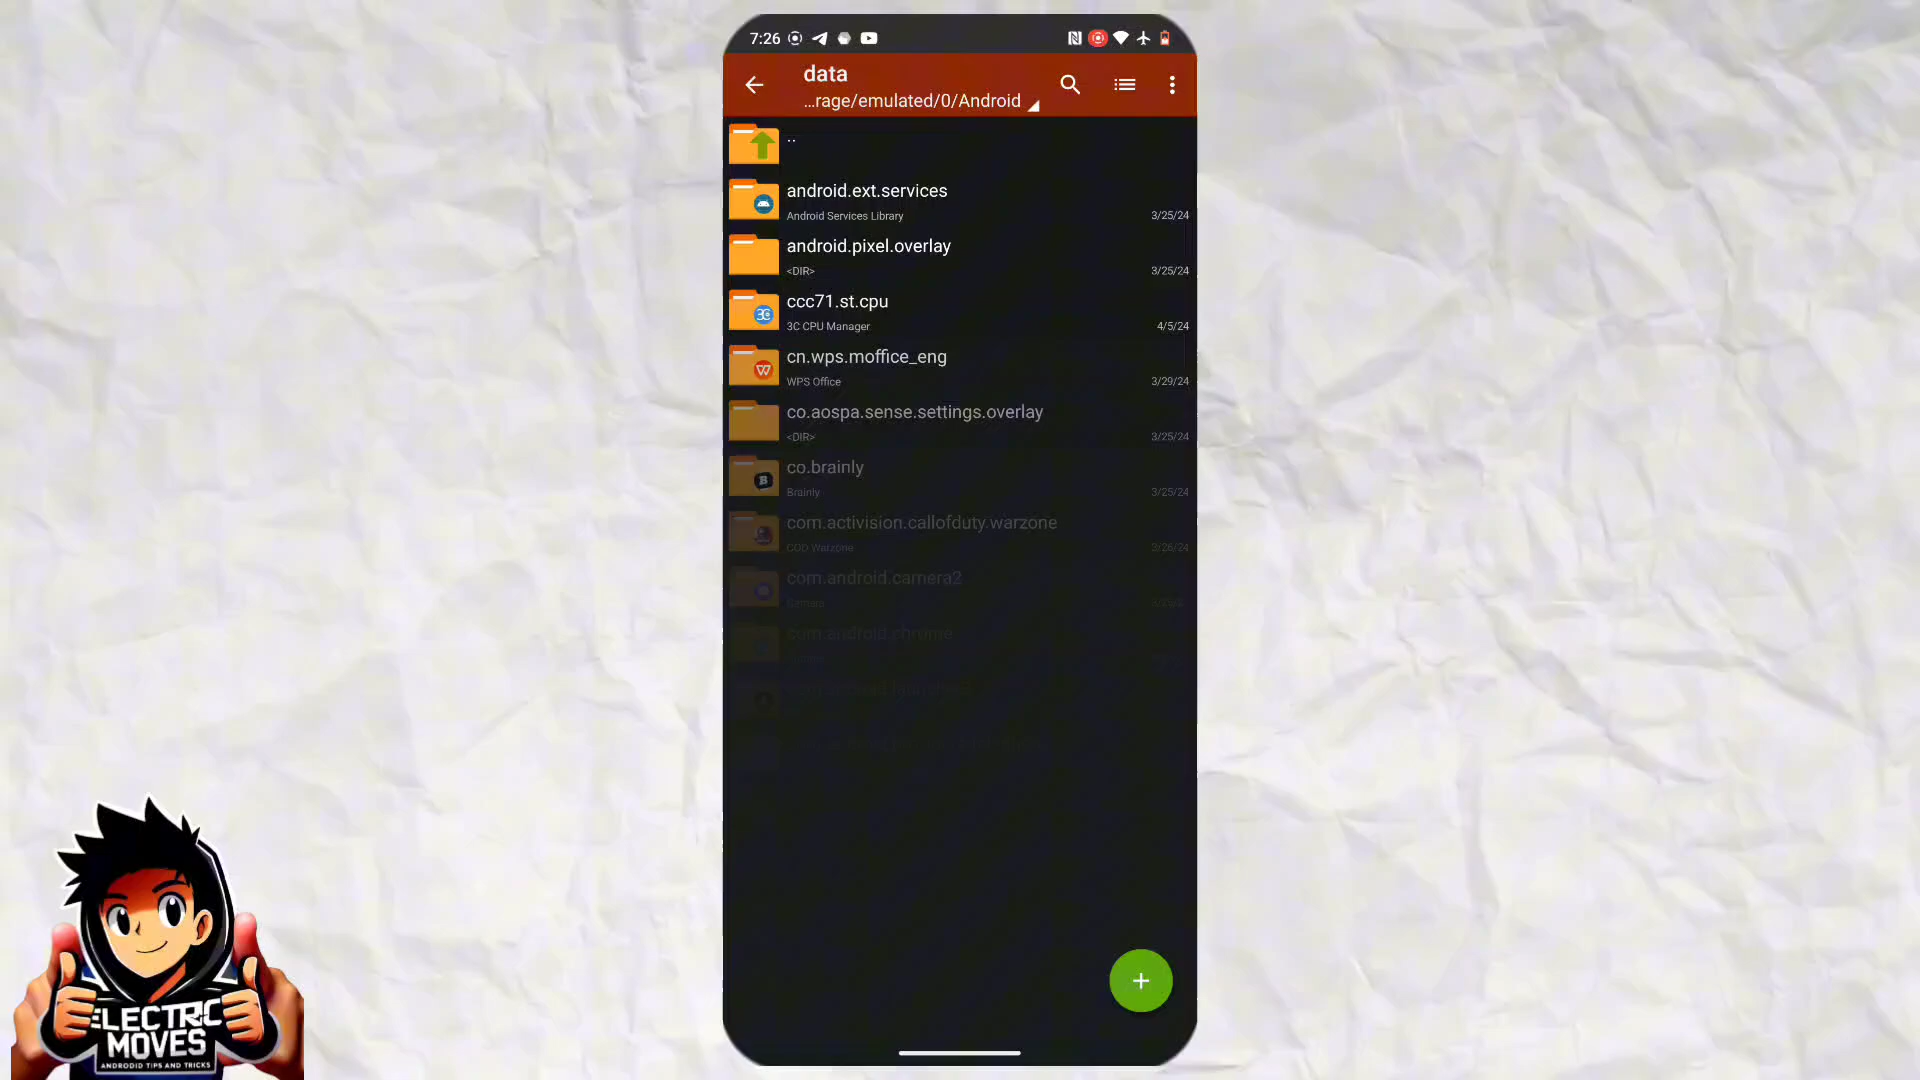 7:26
data
...rage/emulated/0/Android
..
android.ext.services
Android Services Library 3/25/24
android.pixel.overlay
<DIR> 3/25/24
ccc71.st.cpu
3C CPU Manager 4/5/24
cn.wps.moffice_eng
WPS Office 3/29/24
co.aospa.sense.settings.overlay
<DIR> 3/25/24
co.brainly
Brainly 3/25/24
com.activision.callofduty.warzone
COD Warzone 3/26/24
com.android.camera2
Camera
com.android.chrome
ELECTRIC
MOVES
ANDROOID TIPS AND TRICKS